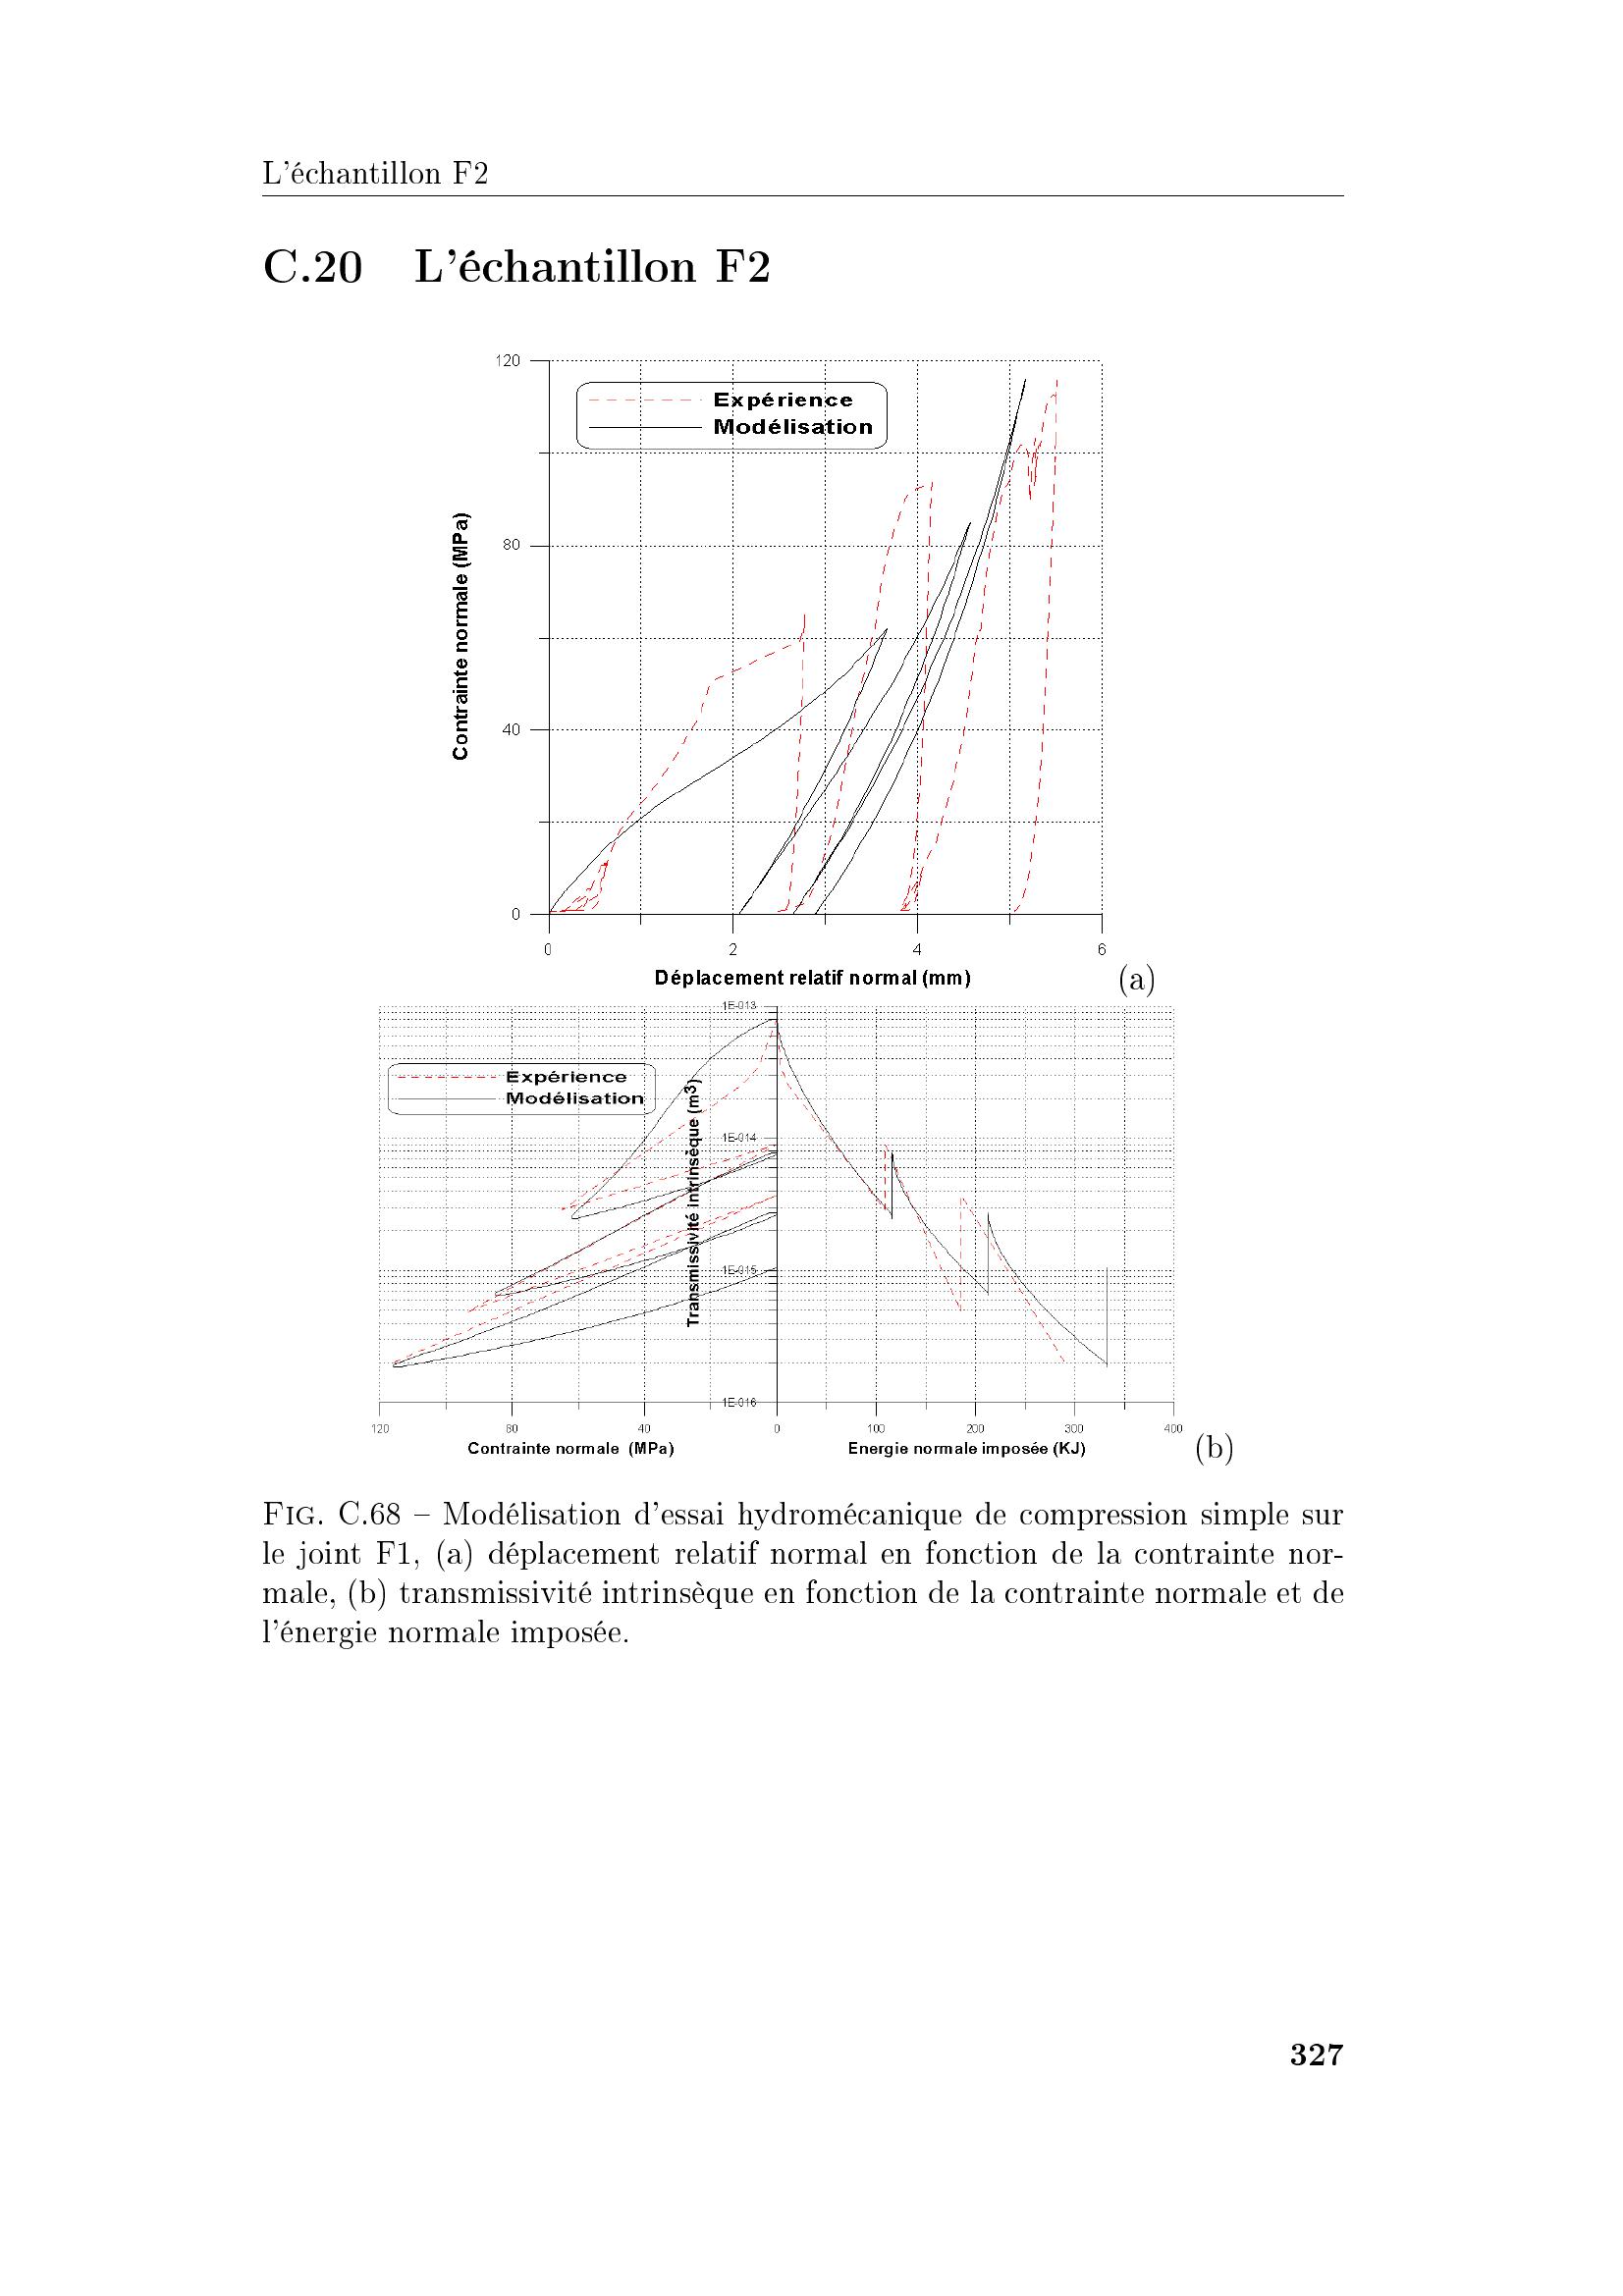 L'échantillon F2
C.20 L'échantillon F2
120
80
40
0
Contrainte normale (MPa)
Expérience
Modélisation
0 2 4 6
Déplacement relatif normal (mm)
(a)
1E-013
1E-014
1E-015
1E-016
Transmissivité intrinsèque (m3)
Expérience
Modélisation
120 80 40 0 100 200 300 400
Contrainte normale (MPa) Energie normale imposée (KJ)
(b)
FIG. C.68 – Modélisation d'essai hydromécanique de compression simple sur
le joint F1, (a) déplacement relatif normal en fonction de la contrainte nor-
male, (b) transmissivité intrinsèque en fonction de la contrainte normale et de
l'énergie normale imposée.
327